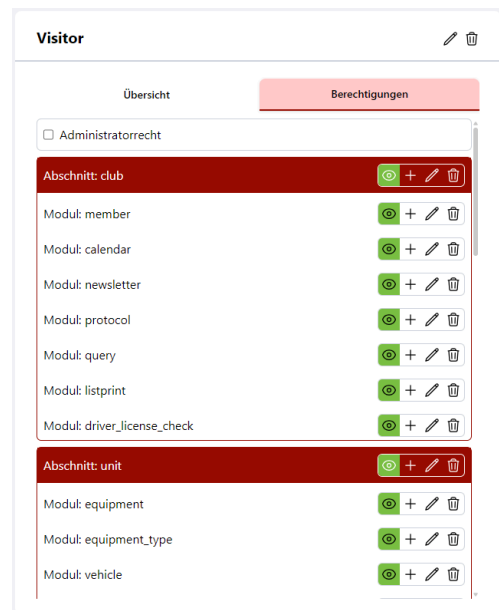 Visitor
Übersicht
Berechtigungen
Administratorrecht
Abschnitt: club
Modul: member
Modul: calendar
Modul: newsletter
Modul: protocol
Modul: query
Modul: listprint
Modul: driver_license_check
Abschnitt: unit
Modul: equipment
Modul: equipment_type
Modul: vehicle